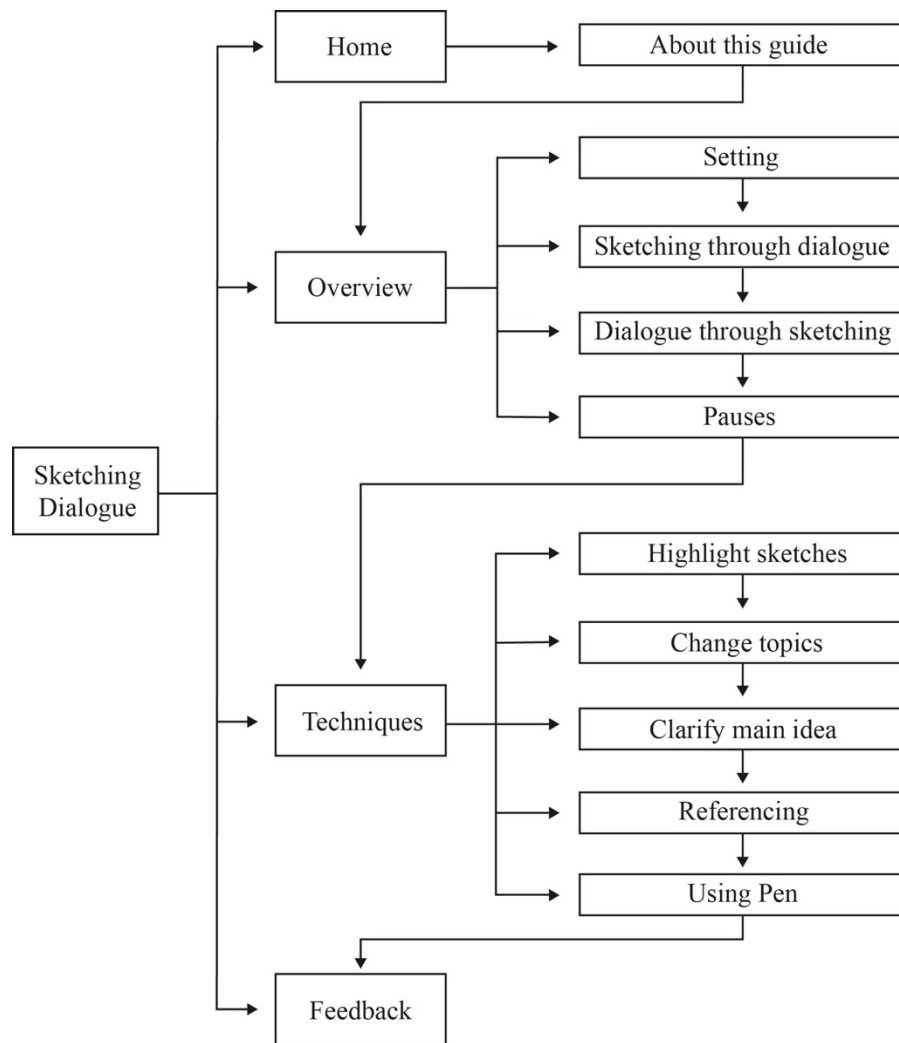 Home
About this guide
Setting
Sketching through dialogue
Overview
Dialogue through sketching
Pauses
Sketching
Dialogue
Highlight sketches
Change topics
Techniques
Clarify main idea
Referencing
Using Pen
Feedback